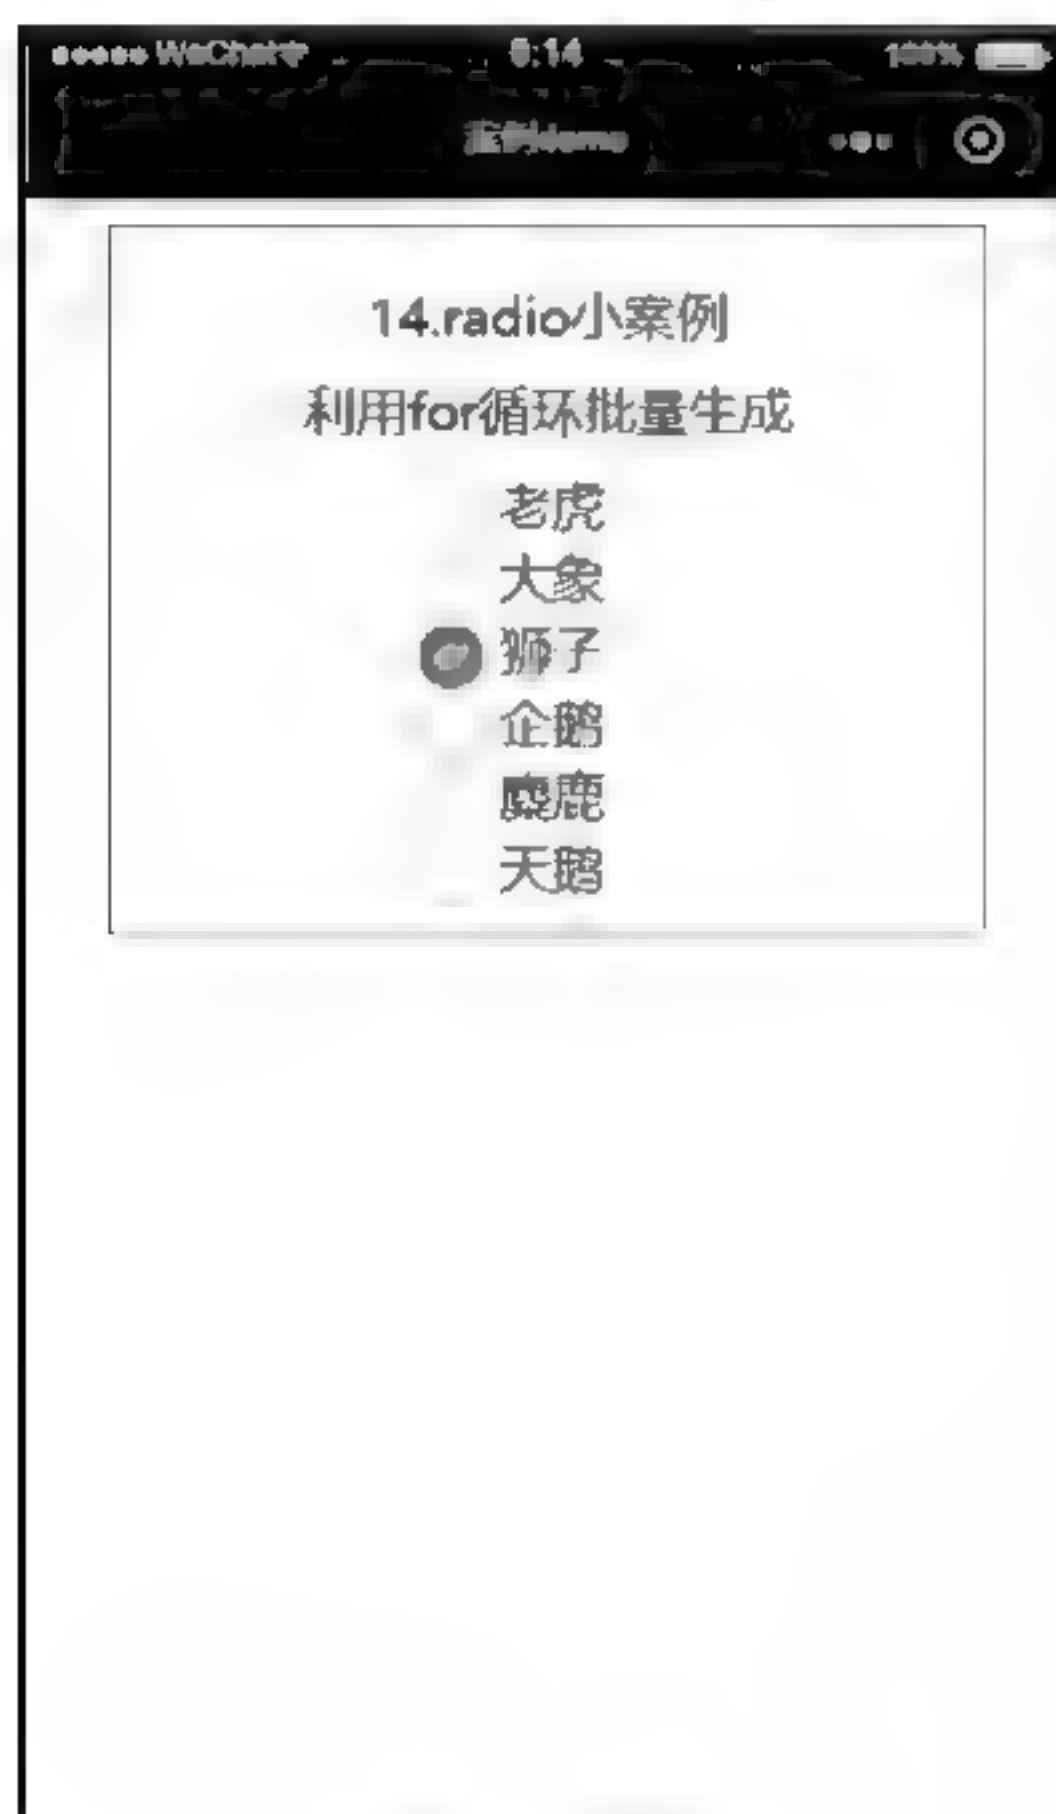 WeChat
100%
14.radio小案例
利用for循环批量生成
老虎
大象
狮子
企鹅
麋鹿
天鹅